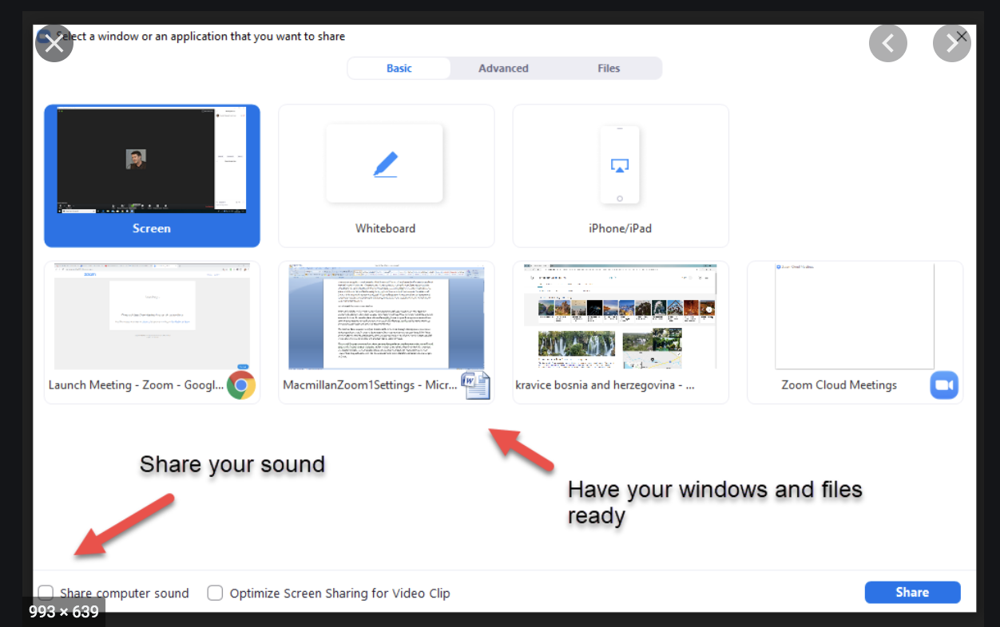 Select a window or an application that you want to share
Basic Advanced Files
Screen
Whiteboard
iPhone/iPad
Launch Meeting - Zoom - Googl...
MacmillanZoom1Settings - Micr...
kravice bosnia and herzegovina - ...
Zoom Cloud Meetings
Share your sound
Have your windows and files
ready
Share computer sound
Optimize Screen Sharing for Video Clip
Share
993 × 639